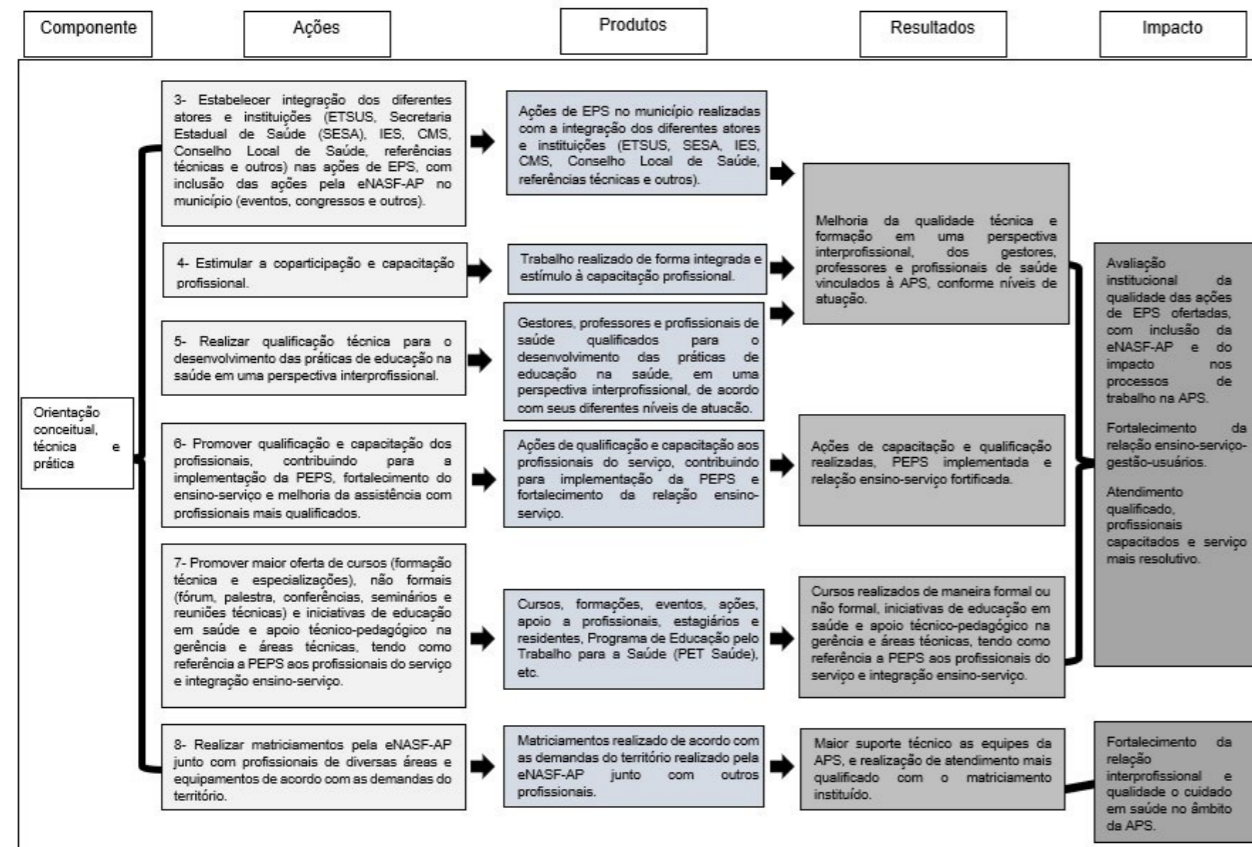 Componente
Ações
Produtos
Resultados
Impacto
Orientação
conceitual,
técnica e
prática
3- Estabelecer integração dos diferentes
atores e instituições (ETSUS, Secretaria
Estadual de Saúde (SESA), IES, CMS,
Conselho Local de Saúde, referências
técnicas e outros) nas ações de EPS, com
inclusão das ações pela eNASF-AP no
município (eventos, congressos e outros).
Ações de EPS no município realizadas
com a integração dos diferentes atores
e instituições (ETSUS, SESA, IES,
CMS, Conselho Local de Saúde,
referências técnicas e outros).
4- Estimular a coparticipação e capacitação
profissional.
Trabalho realizado de forma integrada e
estímulo à capacitação profissional.
5- Realizar qualificação técnica para o
desenvolvimento das práticas de educação na
saúde em uma perspectiva interprofissional.
Gestores, professores e profissionais de
saúde qualificados para o
desenvolvimento das práticas de
educação na saúde, em uma
perspectiva interprofissional, de acordo
com seus diferentes níveis de atuacão.
Melhoria da qualidade técnica e
formação em uma perspectiva
interprofissional, dos gestores,
professores e profissionais de saúde
vinculados à APS, conforme níveis de
atuação.
6- Promover qualificação e capacitação dos
profissionais, contribuindo para a
implementação da PEPS, fortalecimento do
ensino-serviço e melhoria da assistência com
profissionais mais qualificados.
Ações de qualificação e capacitação aos
profissionais do serviço, contribuindo
para implementação da PEPS e
fortalecimento da relação ensino-
serviço.
Ações de capacitação e qualificação
realizadas, PEPS implementada e
relação ensino-serviço fortificada.
7- Promover maior oferta de cursos (formação
técnica e especializações), não formais
(fórum, palestra, conferências, seminários e
reuniões técnicas) e iniciativas de educação
em saúde e apoio técnico-pedagógico na
gerência e áreas técnicas, tendo como
referência a PEPS aos profissionais do serviço
e integração ensino-serviço.
Cursos, formações, eventos, ações,
apoio a profissionais, estagiários e
residentes, Programa de Educação pelo
Trabalho para a Saúde (PET Saúde),
etc.
Cursos realizados de maneira formal ou
não formal, iniciativas de educação em
saúde e apoio técnico-pedagógico na
gerência e áreas técnicas, tendo como
referência a PEPS aos profissionais do
serviço e integração ensino-serviço.
Avaliação
institucional da
qualidade das ações
de EPS ofertadas,
com inclusão da
eNASF-AP e do
impacto nos
processos de
trabalho na APS.
Fortalecimento da
relação ensino-serviço-
gestão-usuários.
Atendimento
qualificado,
profissionais
capacitados e serviço
mais resolutivo.
8- Realizar matriciamentos pela eNASF-AP
junto com profissionais de diversas áreas e
equipamentos de acordo com as demandas do
território.
Matriciamentos realizado de acordo com
as demandas do território realizado pela
eNASF-AP junto com outros
profissionais.
Maior suporte técnico as equipes da
APS, e realização de atendimento mais
qualificado com o matriciamento
instituído.
Fortalecimento da
relação
interprofissional e
qualidade o cuidado
em saúde no âmbito
da APS.